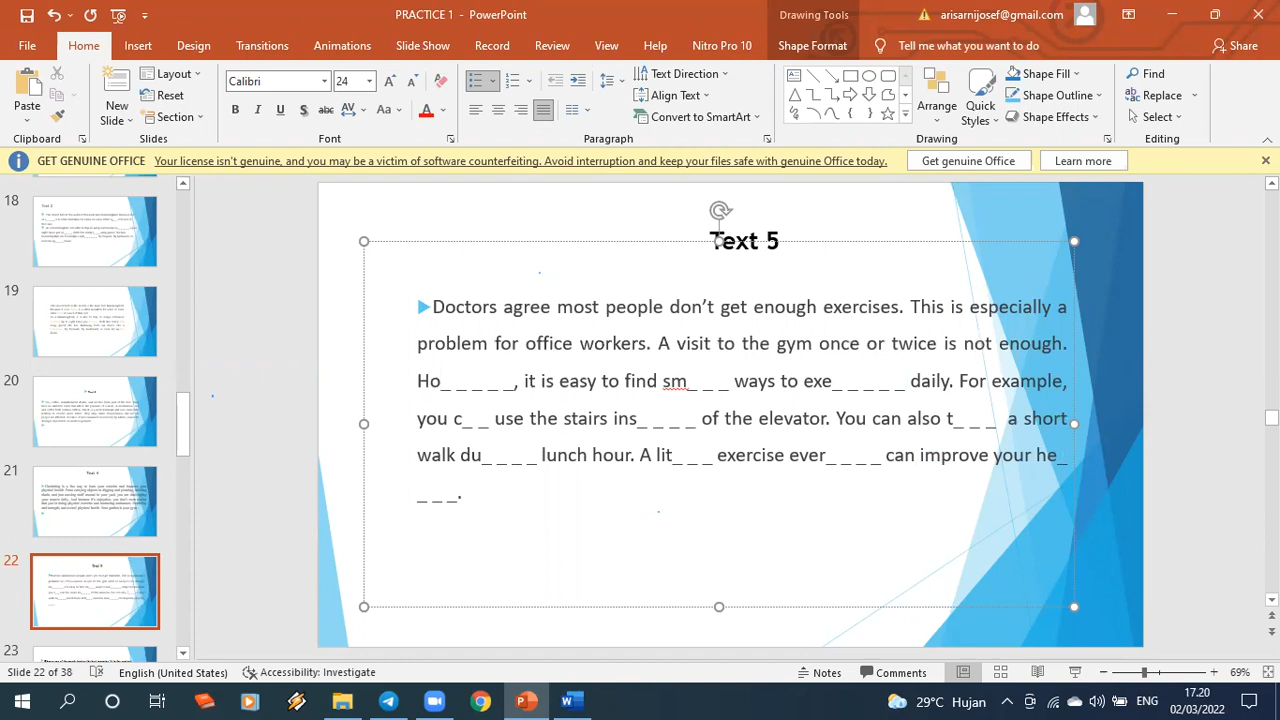 PRACTICE 1 - PowerPoint
Drawing Tools
arisarnijosef@gmail.com
File Home Insert Design Transitions Animations Slide Show Record Review View Help Nitro Pro 10 Shape Format Tell me what you want to do Share
Paste
Clipboard
New Slide
Layout
Reset
Section
Slides
Calibri 24
B I U S abc AV Aa A
Font
Text Direction
Align Text
Convert to SmartArt
Paragraph
Arrange
Quick Styles
Shape Fill
Shape Outline
Shape Effects
Drawing
Find
Replace
Select
Editing
GET GENUINE OFFICE Your license isn't genuine, and you may be a victim of software counterfeiting. Avoid interruption and keep your files safe with genuine Office today. Get genuine Office Learn more
18
19
20
21
22
23
Text 5
Doctors agree most people don't get enough exercises. This is especially a
problem for office workers. A visit to the gym once or twice is not enough.
Ho_ _ _ _ _, it is easy to find sm_ _ _ ways to exe_ _ _ _ _ daily. For example,
you c_ _ use the stairs ins_ _ _ _ of the elevator. You can also t_ _ _ a short
walk du_ _ _ _ lunch hour. A lit_ _ _ exercise ever_ _ _ _ can improve your he_
_ _ _.
Slide 22 of 38 English (United States) Accessibility: Investigate Notes Comments 69%
29°C Hujan ENG 17.20
02/03/2022